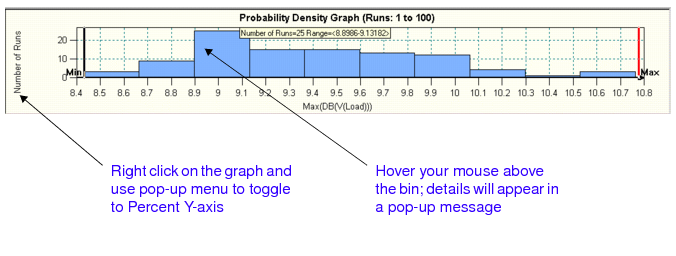 Probability Density Graph (Runs: 1 to 100)
Number of Runs=25 Range=<8.8986-9.13182>
Number of Runs
20
10
0
Min
Max
8.4 8.5 8.6 8.7 8.8 8.9 9 9.1 9.2 9.3 9.4 9.5 9.6 9.7 9.8 9.9 10 10.1 10.2 10.3 10.4 10.5 10.6 10.7 10.8
Max(DB(V(Load)))
Right click on the graph and
use pop-up menu to toggle
to Percent Y-axis
Hover your mouse above
the bin; details will appear in
a pop-up message